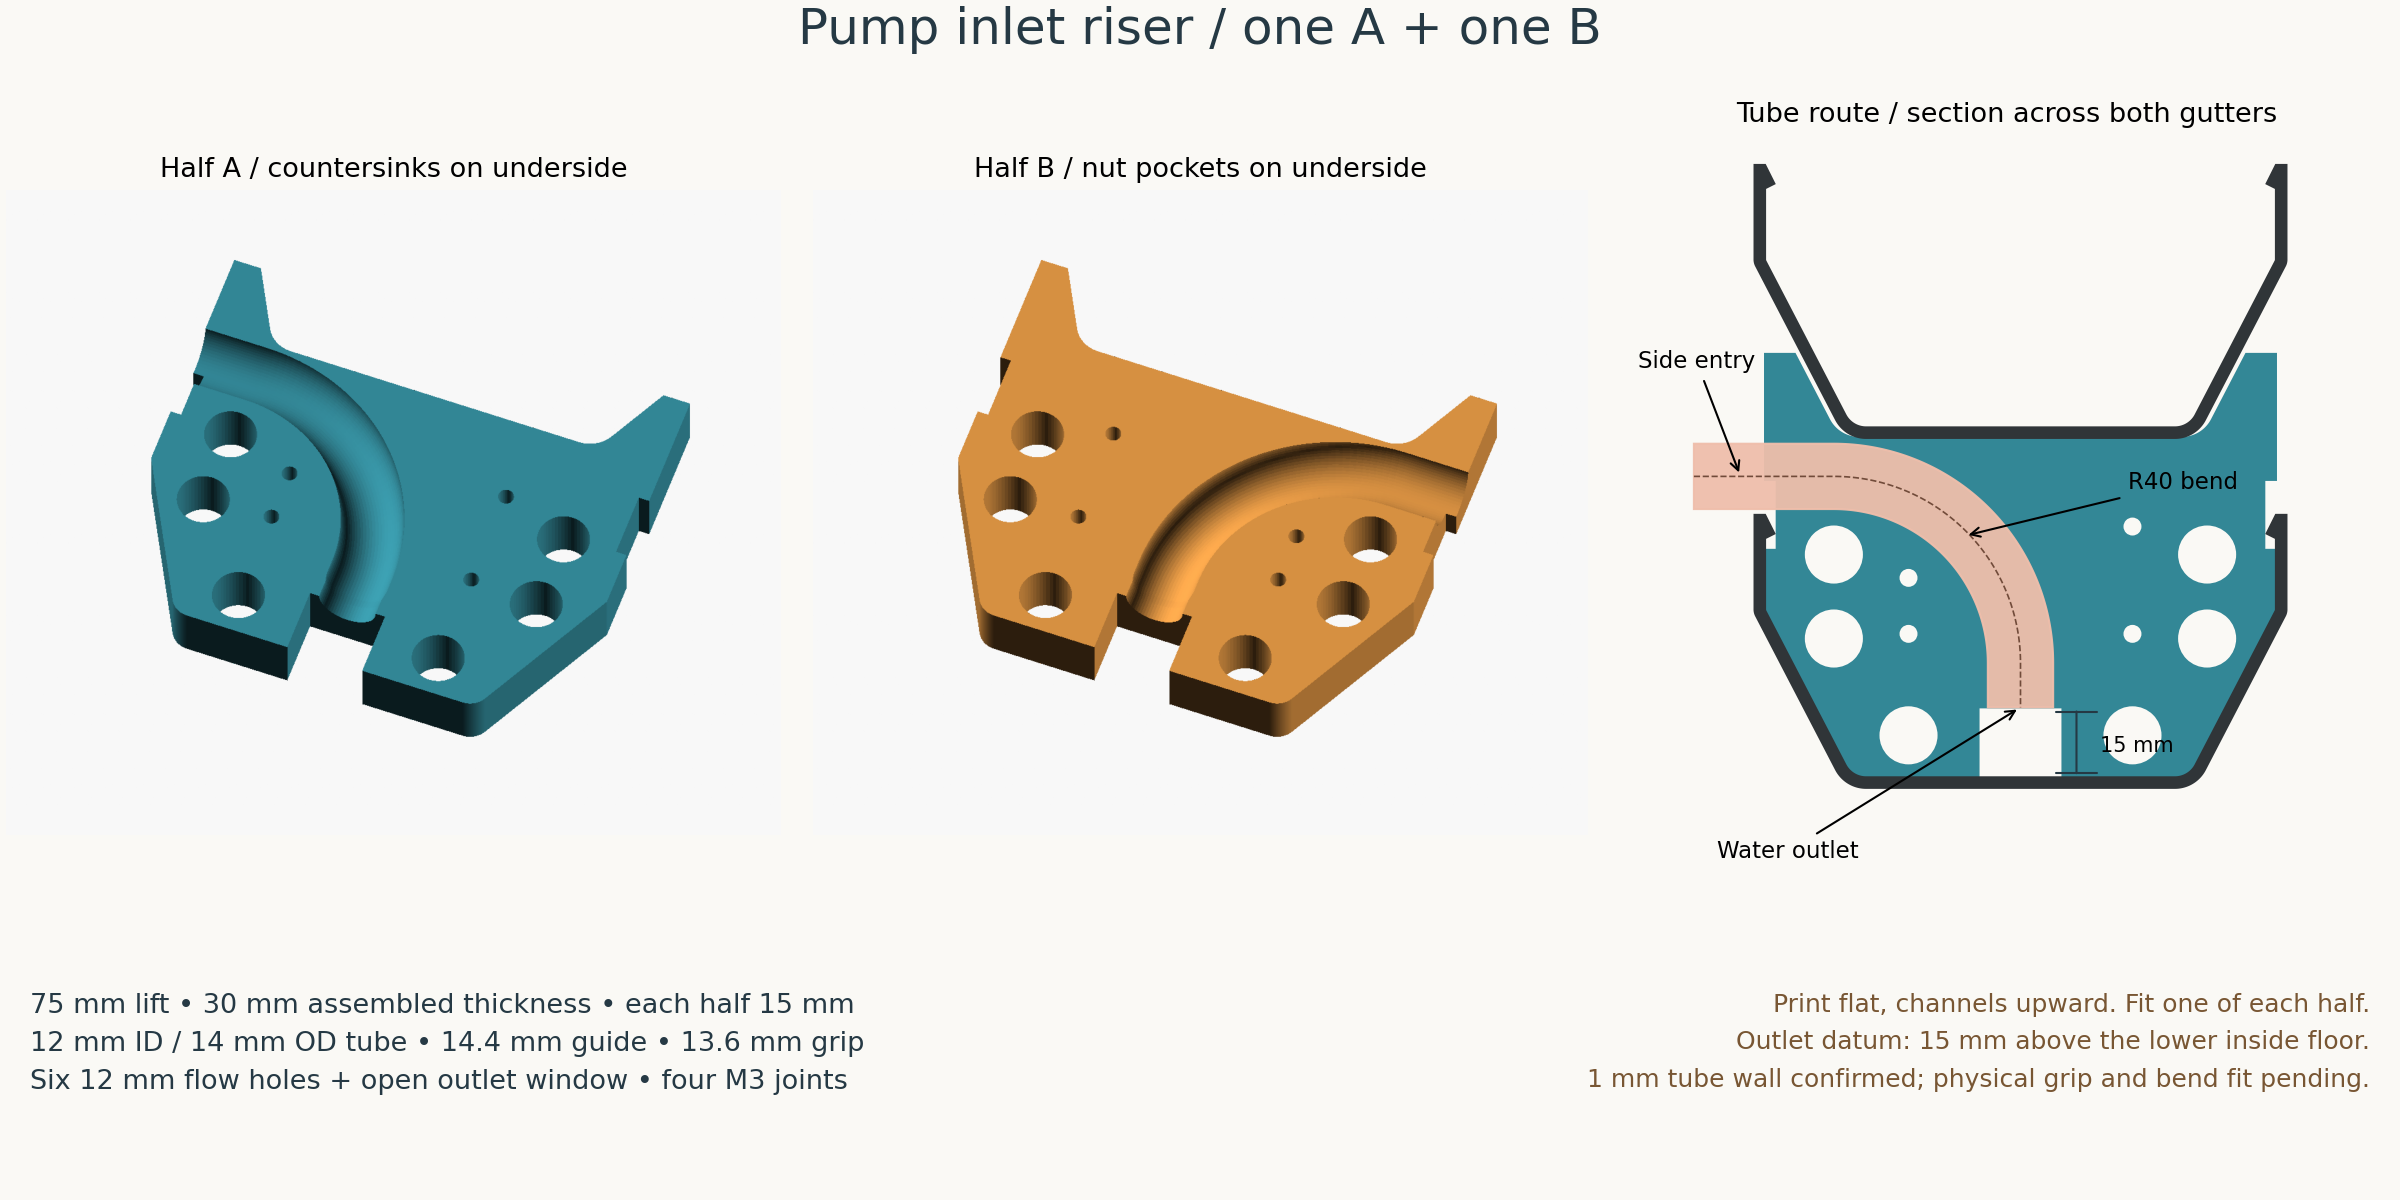 Pump inlet riser / one A + one B
Half A / countersinks on underside
Half B / nut pockets on underside
Tube route / section across both gutters
Side entry
R40 bend
15 mm
Water outlet
75 mm lift • 30 mm assembled thickness • each half 15 mm
12 mm ID / 14 mm OD tube • 14.4 mm guide • 13.6 mm grip
Six 12 mm flow holes + open outlet window • four M3 joints
Print flat, channels upward. Fit one of each half.
Outlet datum: 15 mm above the lower inside floor.
1 mm tube wall confirmed; physical grip and bend fit pending.